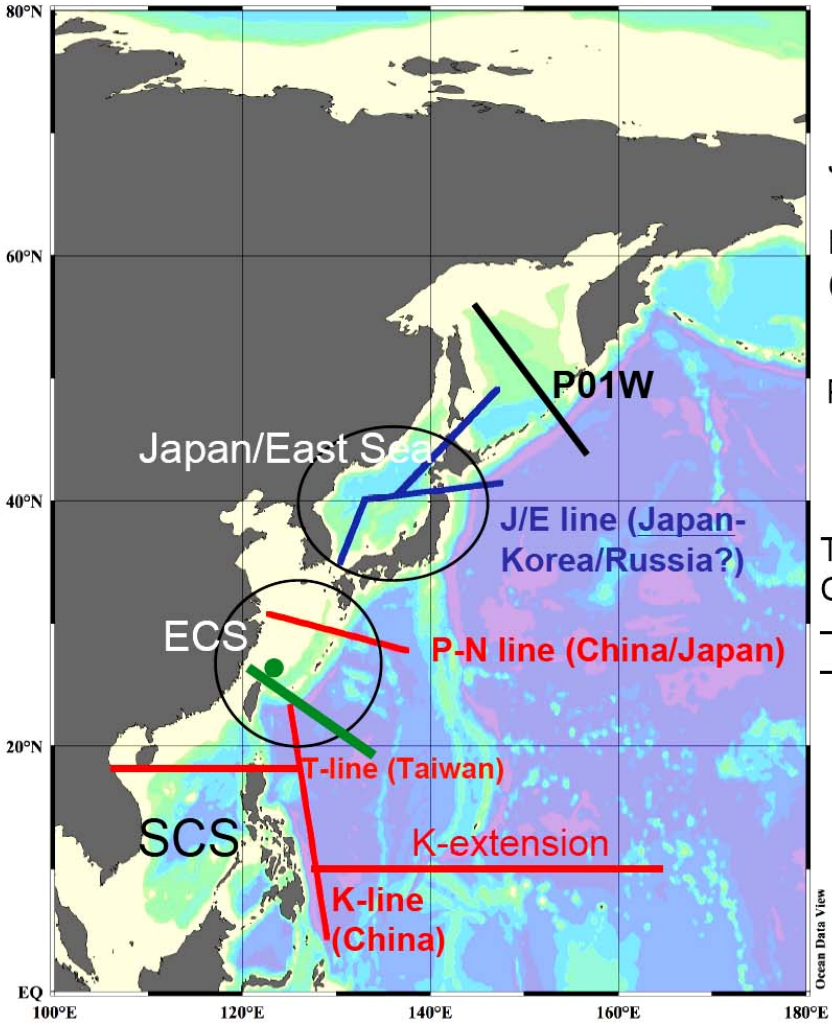 80°N
60°N
P01W
Japan/East Sea
40°N
J/E line (Japan-
Korea/Russia?)
ECS
P-N line (China/Japan)
20°N
T-line (Taiwan)
SCS
K-extension
K-line
(China)
Ocean Data View
EQ
100°E
120°E
140°E
160°E
180°E